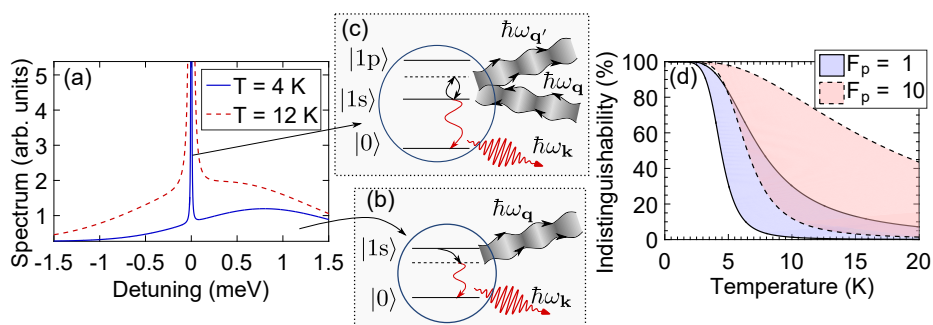 (a)
Spectrum (arb. units)
5
4
3
2
1
-1.5 -1 -0.5 0 0.5 1 1.5
Detuning (meV)
T = 4 K
T = 12 K
(c)
|1p⟩
|1s⟩
|0⟩
ħω_q′
ħω_q
ħω_k
(b)
|1s⟩
|0⟩
ħω_q
ħω_k
(d)
Indistinguishability (%)
100
80
60
40
20
0
0 5 10 15 20
Temperature (K)
F_p = 1
F_p = 10